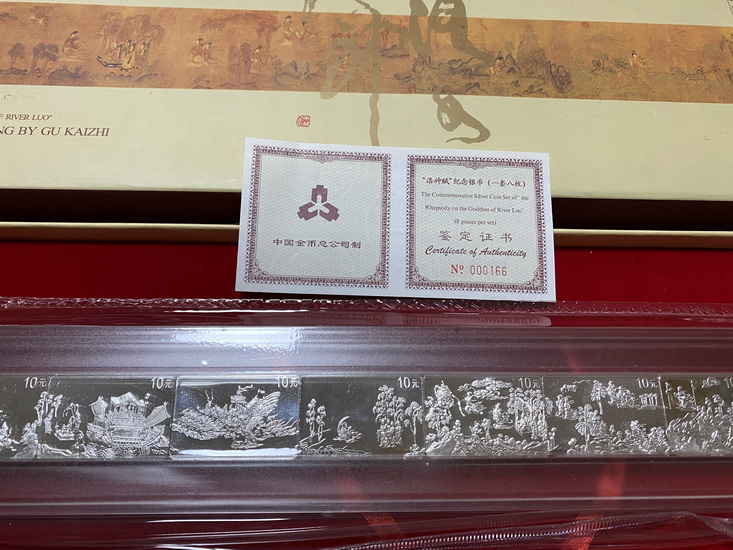 F RIVER LUO"
NG BY GU KAIZHI
中国金币总公司制
"洛神赋"纪念银币（一套八枚）
The Commemorative Silver Coin Set of " the
Rhapsody on the Goddess of River Luo"
(8 pieces per set)
鉴定证书
Certificate of Authenticity
Nº 000166
10元
10元
10元
10元
10元
10元
10元